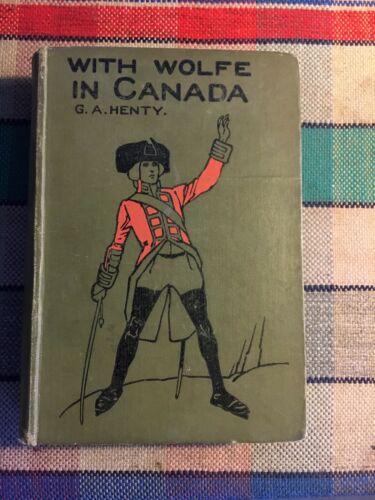 WITH WOLFE
IN CANADA
G. A. HENTY.